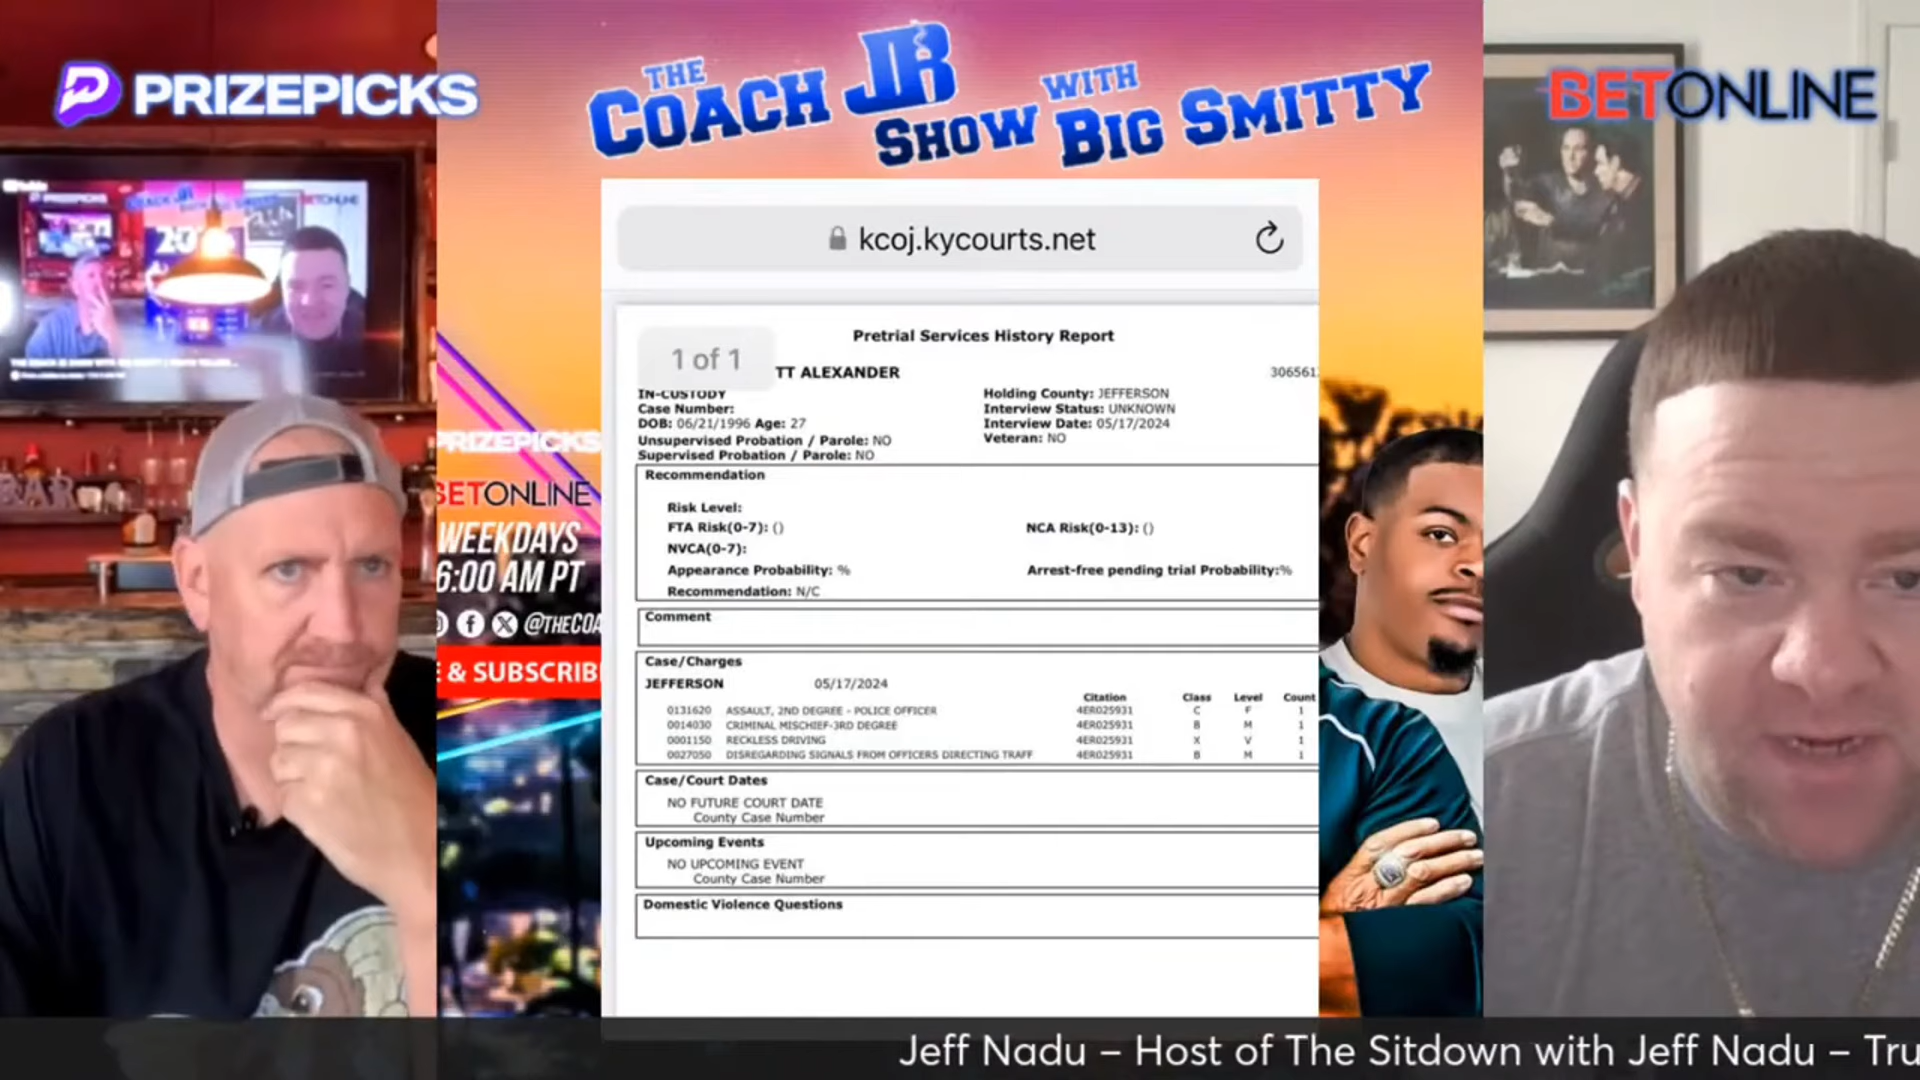 PRIZEPICKS
THE
COACH JB
WITH
SHOW BIG SMITTY
BETONLINE
kcoj.kycourts.net
Pretrial Services History Report
1 of 1
TT ALEXANDER
306561
IN-CUSTODY
Holding County: JEFFERSON
Case Number:
Interview Status: UNKNOWN
DOB: 06/21/1996 Age: 27
Interview Date: 05/17/2024
Unsupervised Probation / Parole: NO
Veteran: NO
Supervised Probation / Parole: NO
Recommendation
Risk Level:
FTA Risk(0-7): ()
NCA Risk(0-13): ()
NVCA(0-7):
Appearance Probability: %
Arrest-free pending trial Probability:%
Recommendation: N/C
Comment
Case/Charges
JEFFERSON 05/17/2024
Citation Class Level Count
0131620 ASSAULT, 2ND DEGREE - POLICE OFFICER 4ER025931 C F 1
0014030 CRIMINAL MISCHIEF-3RD DEGREE 4ER025931 B M 1
0001150 RECKLESS DRIVING 4ER025931 X V 1
0027050 DISREGARDING SIGNALS FROM OFFICERS DIRECTING TRAFF 4ER025931 B M 1
Case/Court Dates
NO FUTURE COURT DATE
County Case Number
Upcoming Events
NO UPCOMING EVENT
County Case Number
Domestic Violence Questions
PRIZEPICKS
BETONLINE
WEEKDAYS
6:00 AM PT
@THECOA
E & SUBSCRIB
BAR
Jeff Nadu – Host of The Sitdown with Jeff Nadu – Tru